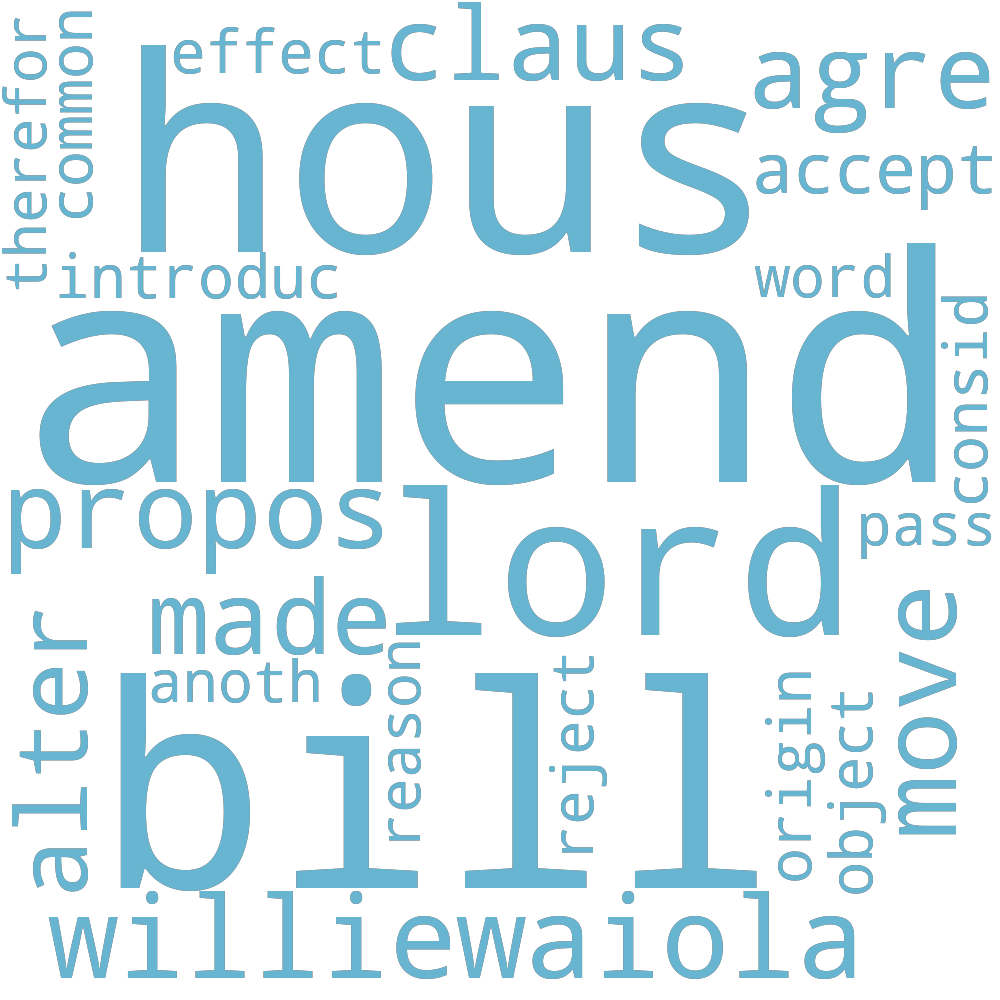 effect
claus
agre
therefor
common
hous
accept
introduc
word
amend
consid
propos
lord
pass
made
alter
move
anoth
reason
reject
origin
object
bill
williewaiola